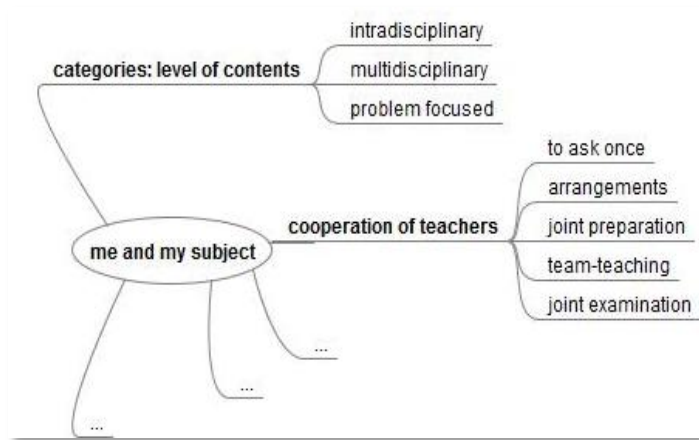 intradisciplinary
categories: level of contents
multidisciplinary
problem focused
to ask once
arrangements
cooperation of teachers
joint preparation
me and my subject
team-teaching
joint examination
...
...
...